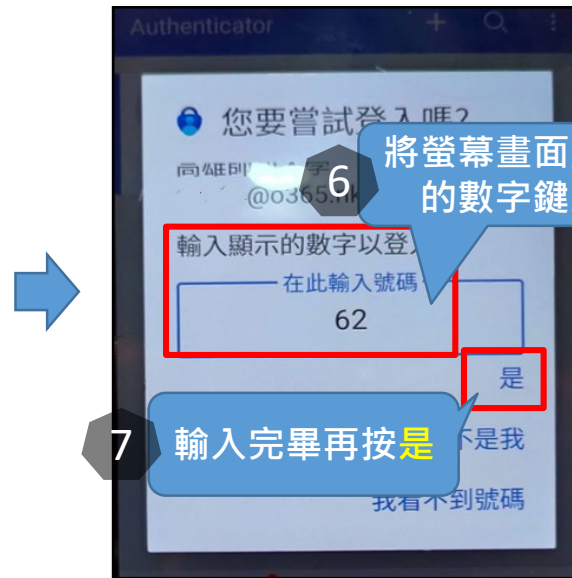 Authenticator
您要嘗試登入嗎?
高雄
@o365.
輸入顯示的數字以登入
在此輸入號碼
62
是
不是我
我看不到號碼
6
將螢幕畫面
的數字鍵
7
輸入完畢再按是